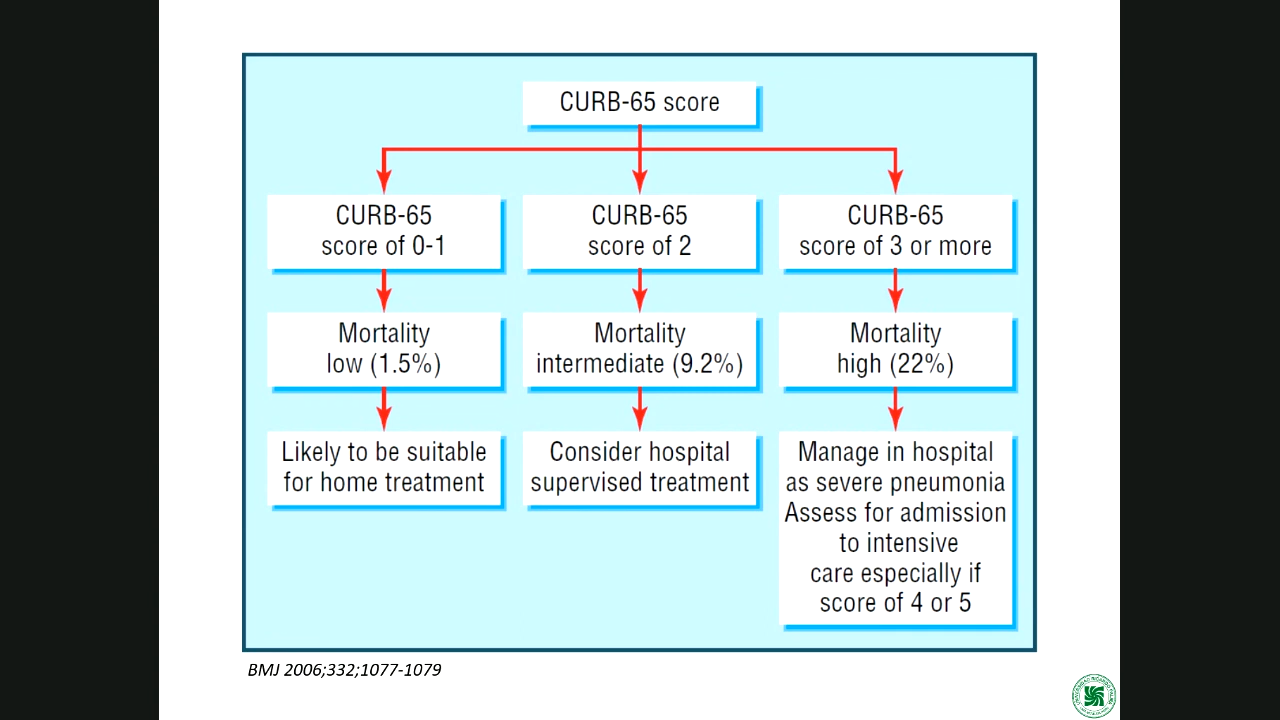 CURB-65 score
CURB-65
score of 0-1
Mortality
low (1.5%)
Likely to be suitable
for home treatment
CURB-65
score of 2
Mortality
intermediate (9.2%)
Consider hospital
supervised treatment
CURB-65
score of 3 or more
Mortality
high (22%)
Manage in hospital
as severe pneumonia
Assess for admission
to intensive
care especially if
score of 4 or 5
BMJ 2006;332;1077-1079